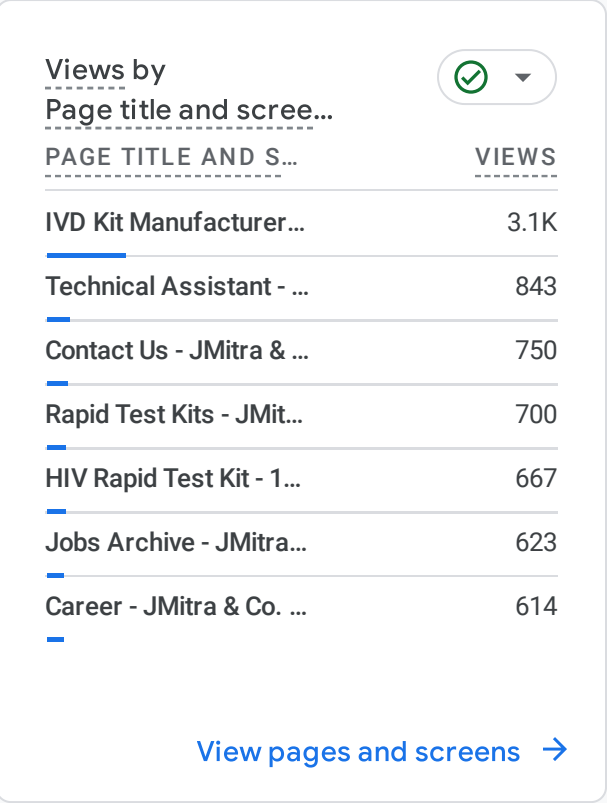 Views by
Page title and scree...
PAGE TITLE AND S... VIEWS
IVD Kit Manufacturer... 3.1K
Technical Assistant - ... 843
Contact Us - JMitra & ... 750
Rapid Test Kits - JMit... 700
HIV Rapid Test Kit - 1... 667
Jobs Archive - JMitra... 623
Career - JMitra & Co. ... 614
View pages and screens